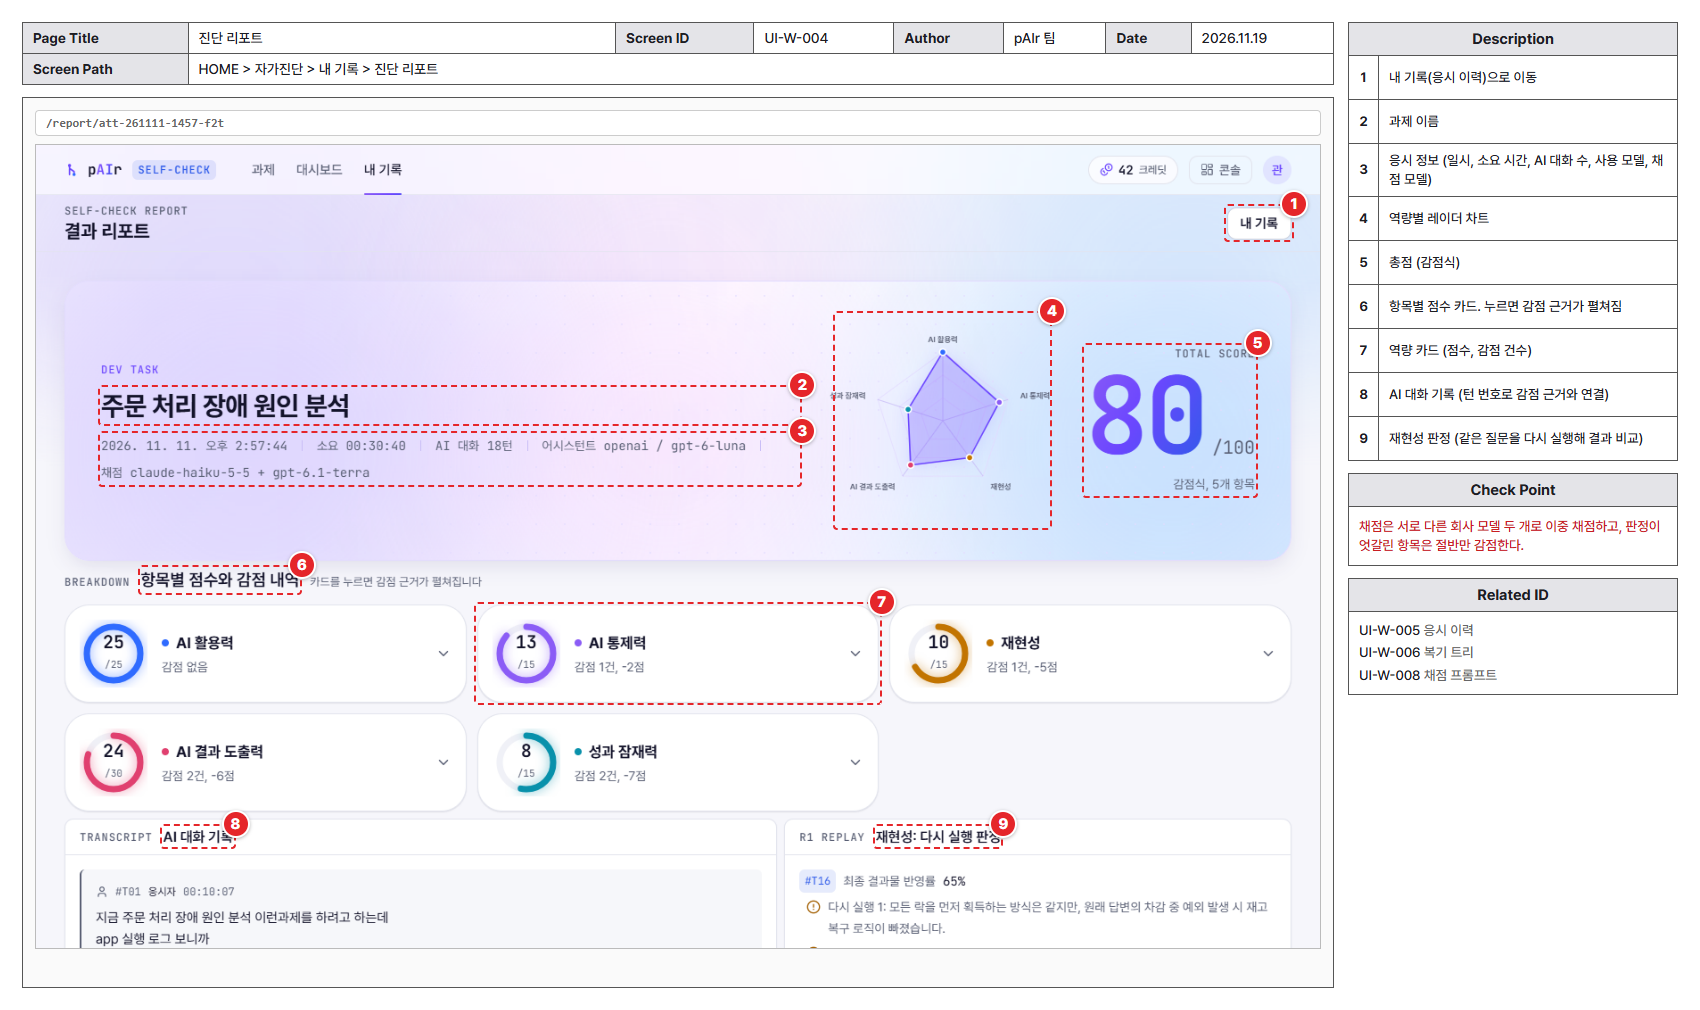 Page Title 진단 리포트 Screen ID UI-W-004 Author pAIr 팀 Date 2026.11.19
Screen Path HOME > 자가진단 > 내 기록 > 진단 리포트
/report/att-261111-1457-f2t
pAIr SELF-CHECK 과제 대시보드 내 기록 42 크레딧 콘솔 관
SELF-CHECK REPORT
결과 리포트
내 기록
1
DEV TASK
주문 처리 장애 원인 분석
2
2026. 11. 11. 오후 2:57:44 소요 00:30:40 AI 대화 18턴 어시스턴트 openai / gpt-6-luna
채점 claude-haiku-5-5 + gpt-6.1-terra
3
4
AI 활용력
AI 통제력
재현성
AI 결과 도출력
성과 잠재력
5
TOTAL SCORE
80 /100
감점식, 5개 항목
6
BREAKDOWN 항목별 점수와 감점 내역 카드를 누르면 감점 근거가 펼쳐집니다
25 /25 AI 활용력
감점 없음
7
13 /15 AI 통제력
감점 1건, -2점
10 /15 재현성
감점 1건, -5점
24 /30 AI 결과 도출력
감점 2건, -6점
8 /15 성과 잠재력
감점 2건, -7점
8
TRANSCRIPT AI 대화 기록
#T01 응시자 00:10:07
지금 주문 처리 장애 원인 분석 이런과제를 하려고 하는데
app 실행 로그 보니까
9
R1 REPLAY 재현성: 다시 실행 판정
#T16 최종 결과물 반영률 65%
다시 실행 1: 모든 락을 먼저 획득하는 방식은 같지만, 원래 답변의 차감 중 예외 발생 시 재고
복구 로직이 빠졌습니다.
Description
1 내 기록(응시 이력)으로 이동
2 과제 이름
3 응시 정보 (일시, 소요 시간, AI 대화 수, 사용 모델, 채
점 모델)
4 역량별 레이더 차트
5 총점 (감점식)
6 항목별 점수 카드. 누르면 감점 근거가 펼쳐짐
7 역량 카드 (점수, 감점 건수)
8 AI 대화 기록 (턴 번호로 감점 근거와 연결)
9 재현성 판정 (같은 질문을 다시 실행해 결과 비교)
Check Point
채점은 서로 다른 회사 모델 두 개로 이중 채점하고, 판정이
엇갈린 항목은 절반만 감점한다.
Related ID
UI-W-005 응시 이력
UI-W-006 복기 트리
UI-W-008 채점 프롬프트